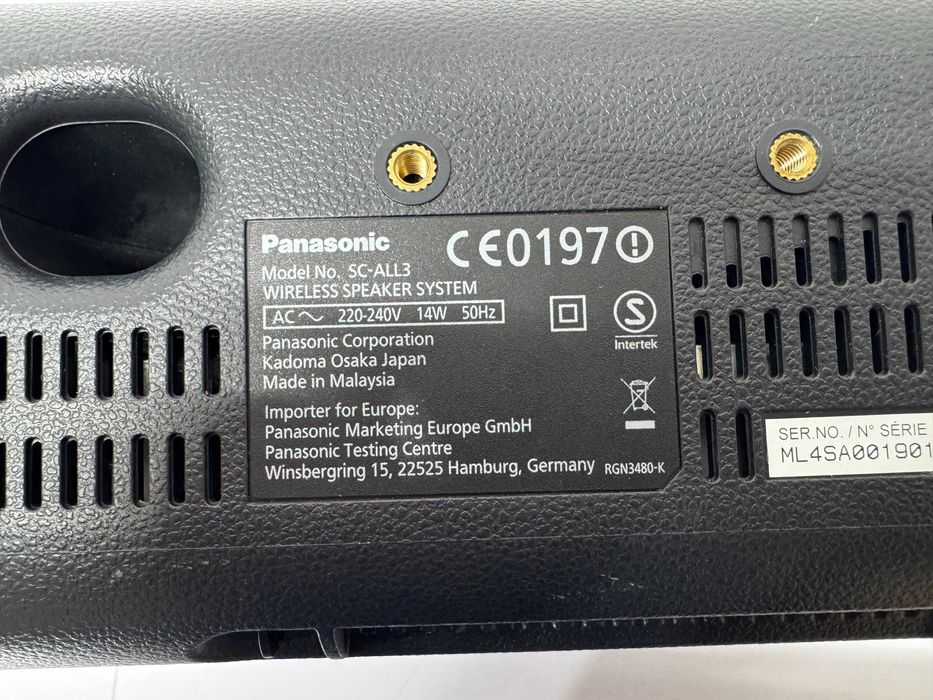 Panasonic
CE0197
Model No. SC-ALL3
WIRELESS SPEAKER SYSTEM
AC ～ 220-240V 14W 50Hz
Panasonic Corporation
Kadoma Osaka Japan
Made in Malaysia
S
Intertek
Importer for Europe:
Panasonic Marketing Europe GmbH
Panasonic Testing Centre
Winsbergring 15, 22525 Hamburg, Germany
RGN3480-K
SER.NO. / N° SÉRIE
ML4SA001901